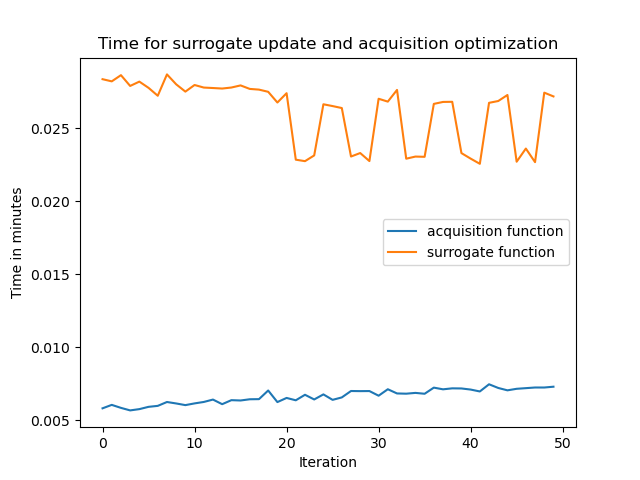 Time for surrogate update and acquisition optimization
Time in minutes
0.025
0.020
0.015
0.010
0.005
acquisition function
surrogate function
0
10
20
30
40
50
Iteration